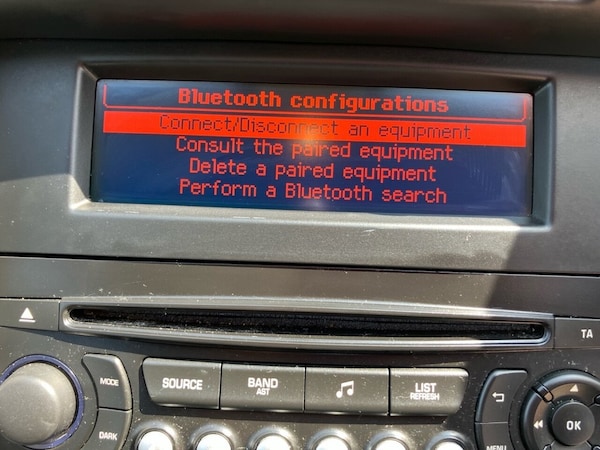 Bluetooth configurations
Connect/Disconnect an equipment
Consult the paired equipment
Delete a paired equipment
Perform a Bluetooth search
TA
MODE
SOURCE
BAND
AST
LIST
REFRESH
DARK
MENU
OK